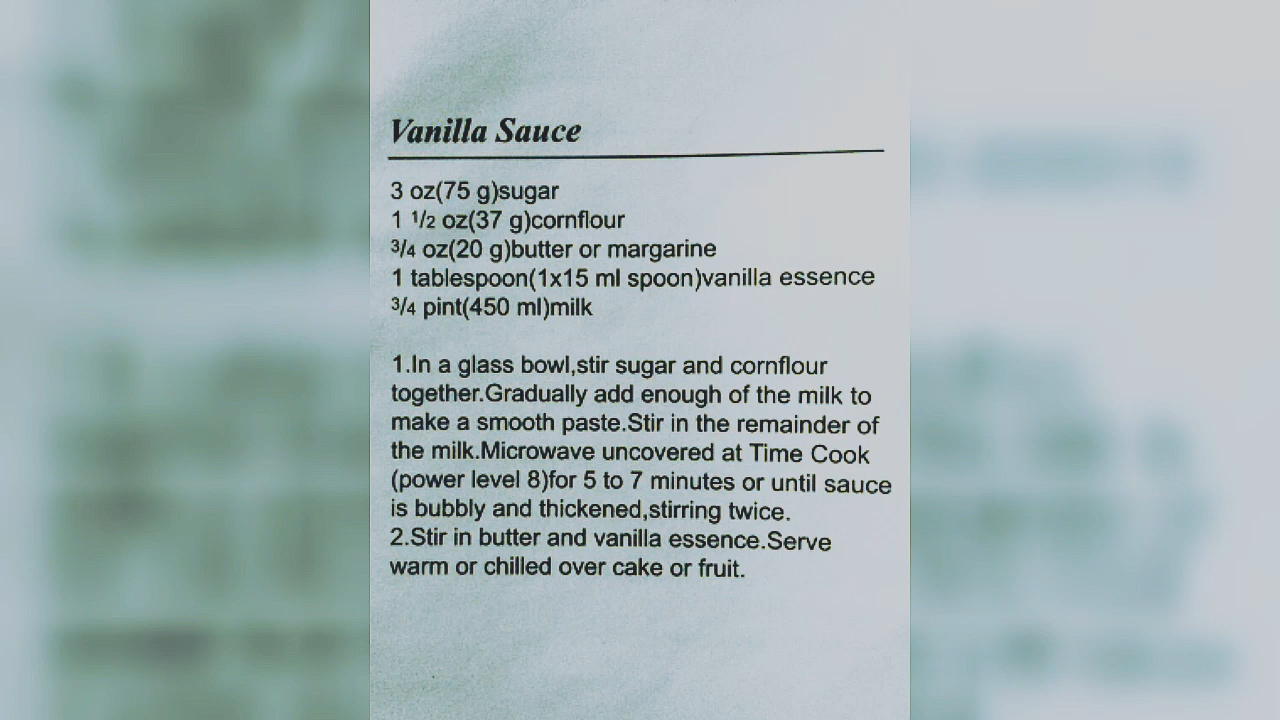 Vanilla Sauce
3 oz(75 g)sugar
1 1/2 oz(37 g)cornflour
3/4 oz(20 g)butter or margarine
1 tablespoon(1x15 ml spoon)vanilla essence
3/4 pint(450 ml)milk
1.In a glass bowl,stir sugar and cornflour
together.Gradually add enough of the milk to
make a smooth paste.Stir in the remainder of
the milk.Microwave uncovered at Time Cook
(power level 8)for 5 to 7 minutes or until sauce
is bubbly and thickened,stirring twice.
2.Stir in butter and vanilla essence.Serve
warm or chilled over cake or fruit.